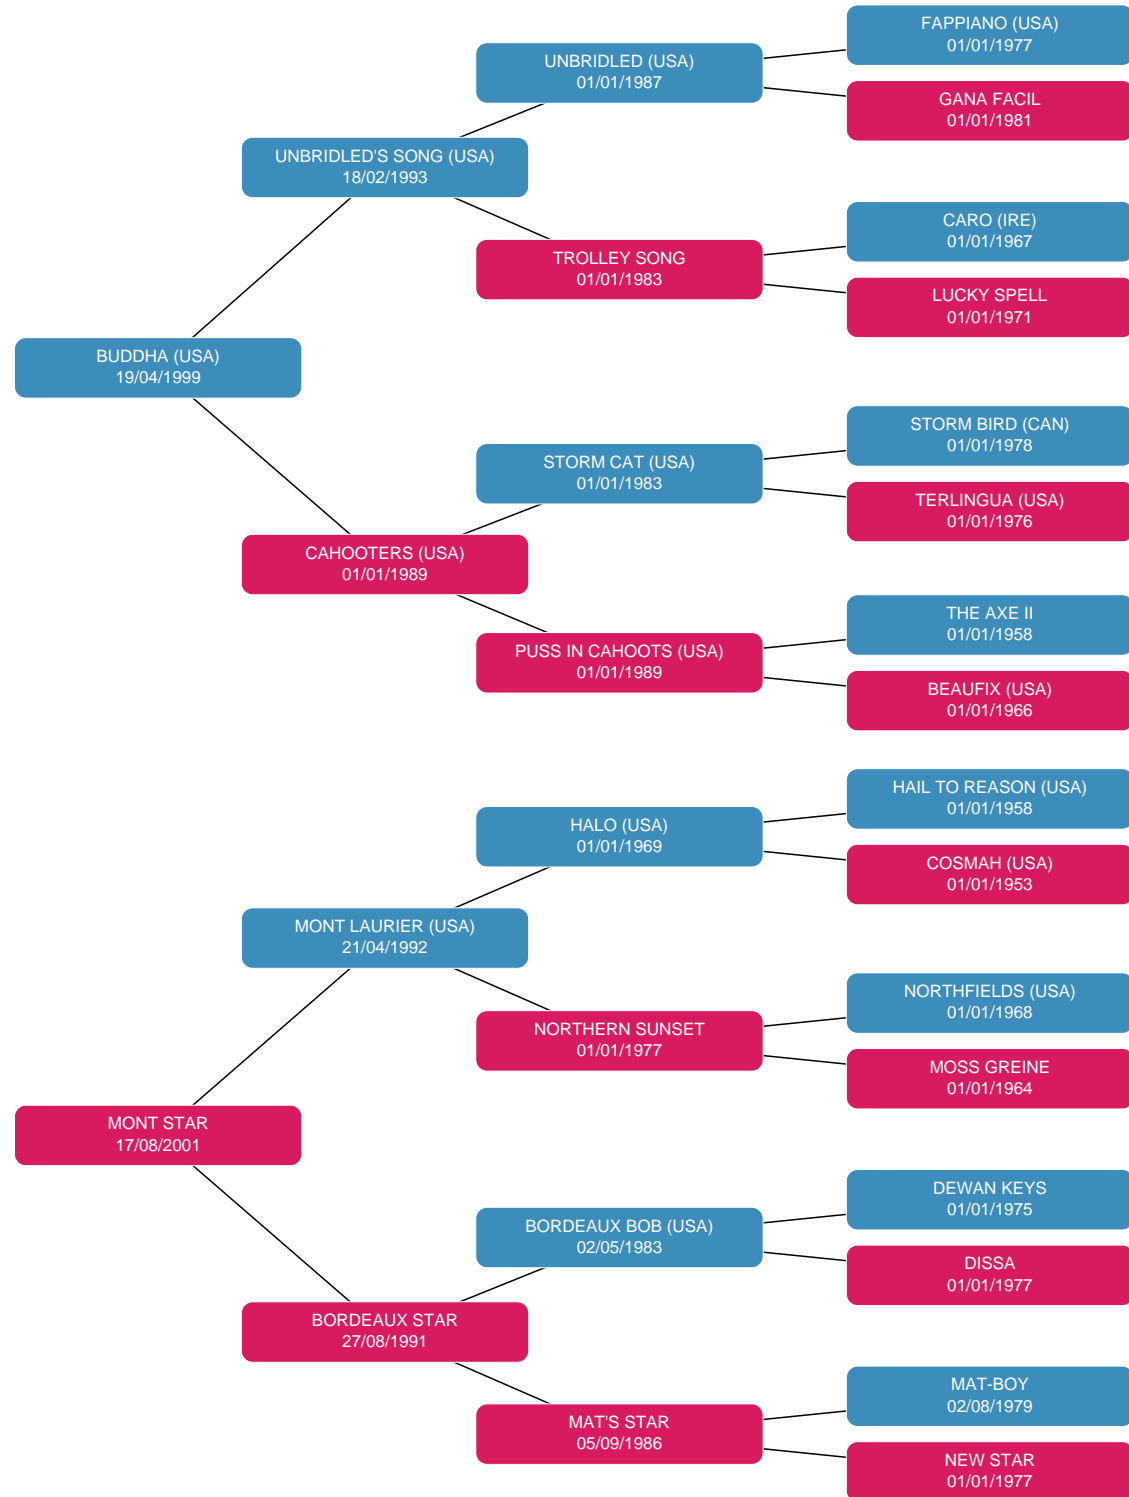 FAPPIANO (USA)
01/01/1977
UNBRIDLED (USA)
01/01/1987
GANA FACIL
01/01/1981
UNBRIDLED'S SONG (USA)
18/02/1993
CARO (IRE)
01/01/1967
TROLLEY SONG
01/01/1983
LUCKY SPELL
01/01/1971
BUDDHA (USA)
19/04/1999
STORM BIRD (CAN)
01/01/1978
STORM CAT (USA)
01/01/1983
TERLINGUA (USA)
01/01/1976
CAHOOTERS (USA)
01/01/1989
THE AXE II
01/01/1958
PUSS IN CAHOOTS (USA)
01/01/1989
BEAUFIX (USA)
01/01/1966
HAIL TO REASON (USA)
01/01/1958
HALO (USA)
01/01/1969
COSMAH (USA)
01/01/1953
MONT LAURIER (USA)
21/04/1992
NORTHFIELDS (USA)
01/01/1968
NORTHERN SUNSET
01/01/1977
MOSS GREINE
01/01/1964
MONT STAR
17/08/2001
DEWAN KEYS
01/01/1975
BORDEAUX BOB (USA)
02/05/1983
DISSA
01/01/1977
BORDEAUX STAR
27/08/1991
MAT-BOY
02/08/1979
MAT'S STAR
05/09/1986
NEW STAR
01/01/1977